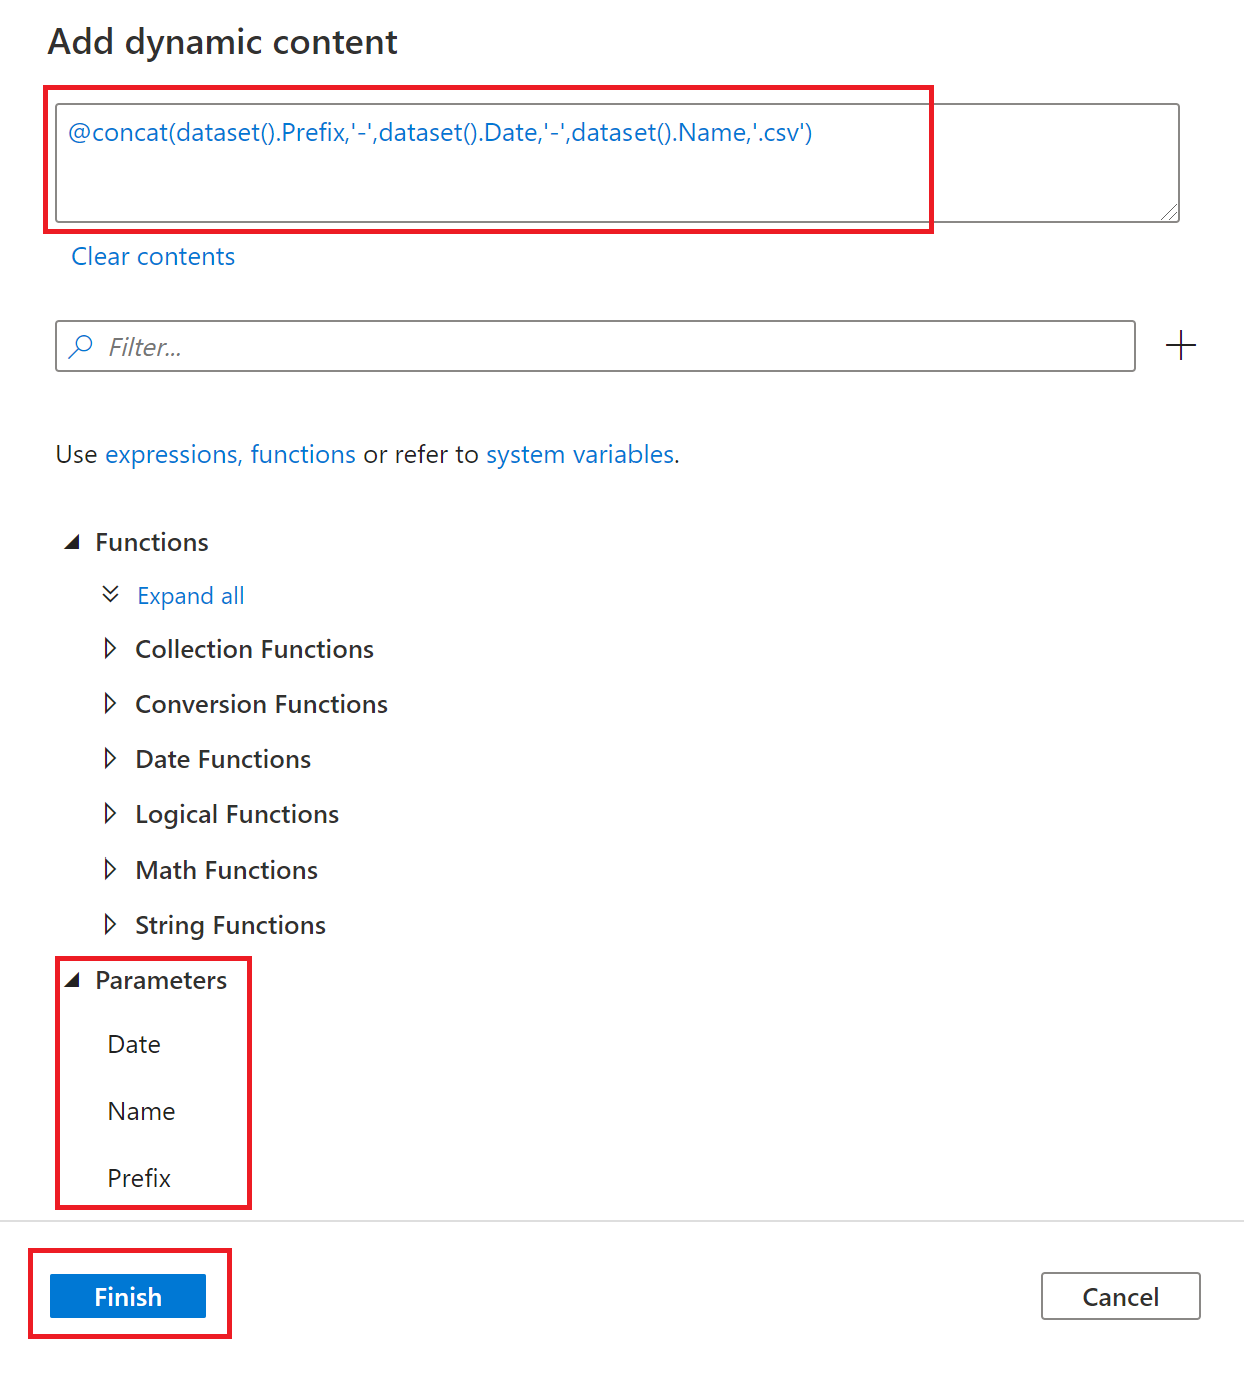 Add dynamic content
@concat(dataset().Prefix,'-',dataset().Date,'-',dataset().Name,'.csv')
Clear contents
Filter...
Use expressions, functions or refer to system variables.
Functions
Expand all
Collection Functions
Conversion Functions
Date Functions
Logical Functions
Math Functions
String Functions
Parameters
Date
Name
Prefix
Finish
Cancel